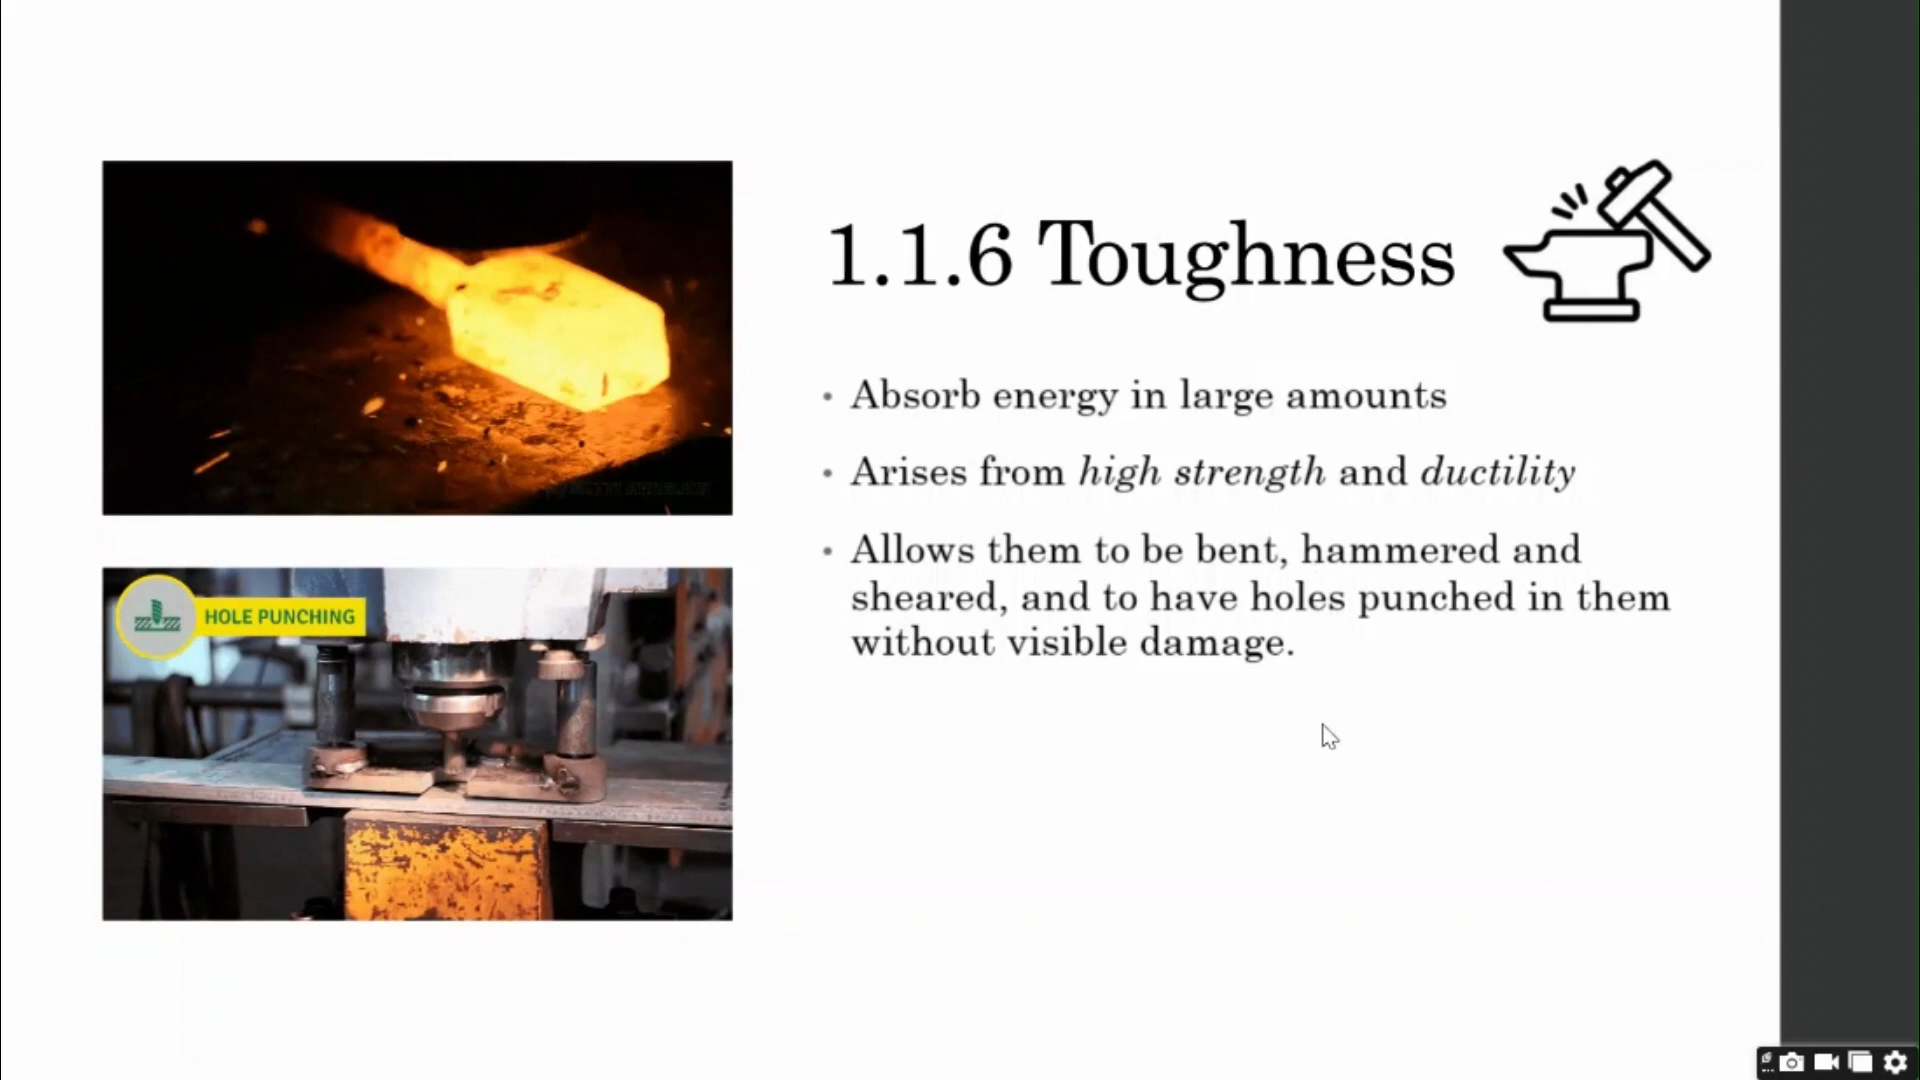 1.1.6 Toughness
• Absorb energy in large amounts
• Arises from high strength and ductility
• Allows them to be bent, hammered and
sheared, and to have holes punched in them
without visible damage.
HOLE PUNCHING